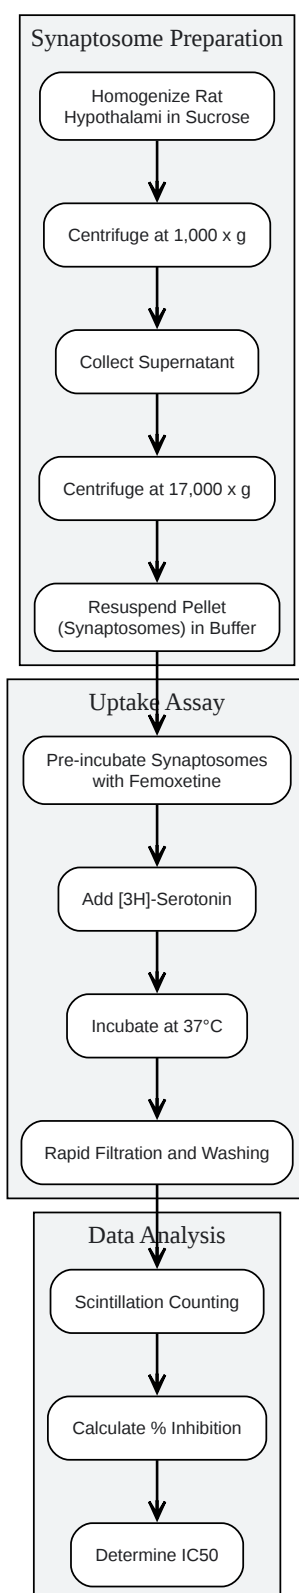 Synaptosome Preparation
Homogenize Rat
Hypothalami in Sucrose
Centrifuge at 1,000 x g
Collect Supernatant
Centrifuge at 17,000 x g
Resuspend Pellet
(Synaptosomes) in Buffer
Uptake Assay
Pre-incubate Synaptosomes
with Femoxetine
Add [3H]-Serotonin
Incubate at 37°C
Rapid Filtration and Washing
Data Analysis
Scintillation Counting
Calculate % Inhibition
Determine IC50